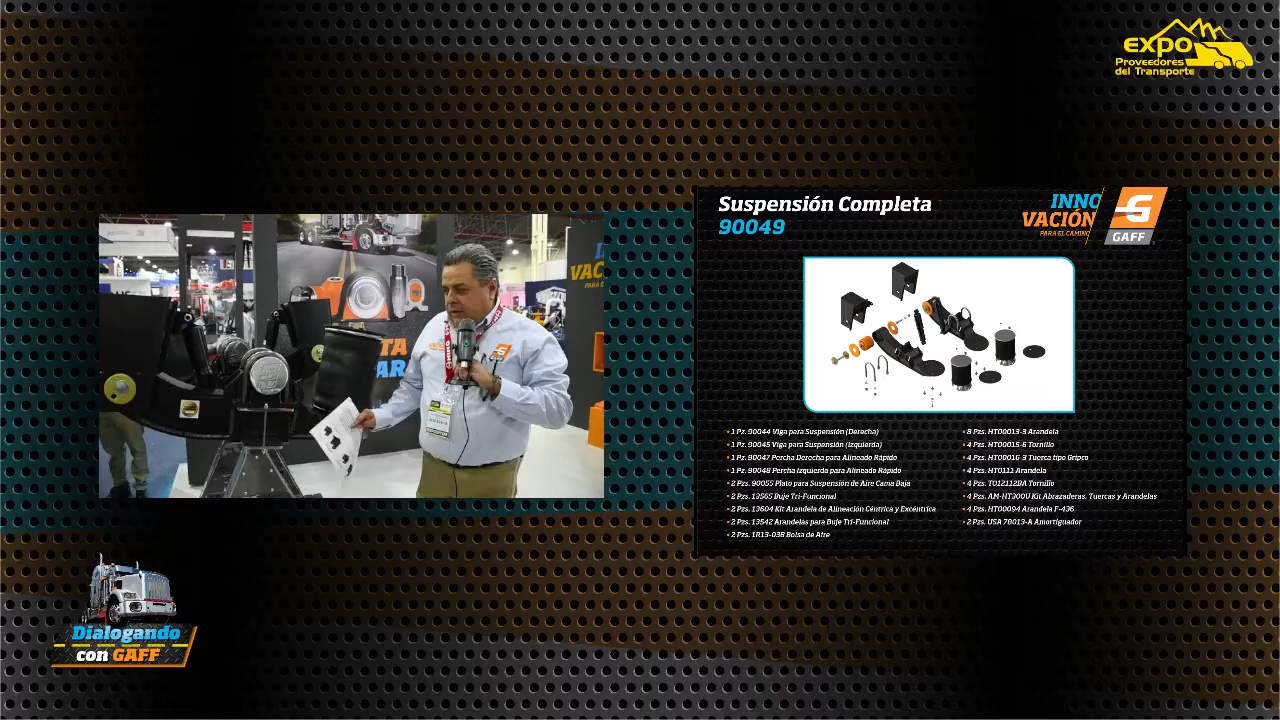 EXPO
Proveedores
del Transporte
Suspensión Completa
90049
INNO
VACIÓN
PARA EL CAMINO
G
GAFF
• 1 Pz. 90044 Viga para Suspensión (Derecha)
• 1 Pz. 90045 Viga para Suspensión (Izquierda)
• 1 Pz. 90047 Percha Derecha para Alineado Rápido
• 1 Pz. 90048 Percha Izquierda para Alineado Rápido
• 2 Pzs. 90055 Plato para Suspensión de Aire Cama Baja
• 2 Pzs. 13565 Buje Tri-Funcional
• 2 Pzs. 13604 Kit Arandela de Alineación Céntrica y Excéntrica
• 2 Pzs. 13542 Arandelas para Buje Tri-Funcional
• 2 Pzs. 1R13-038 Bolsa de Aire
• 8 Pzs. HT00013-3 Arandela
• 4 Pzs. HT00015-6 Tornillo
• 4 Pzs. HT00016-3 Tuerca tipo Gripco
• 4 Pzs. HT0111 Arandela
• 4 Pzs. TO12112BA Tornillo
• 4 Pzs. AM-HT300U Kit Abrazaderas, Tuercas y Arandelas
• 4 Pzs. HT00094 Arandela F-436
• 2 Pzs. USA 78013-A Amortiguador
Dialogando
con GAFF